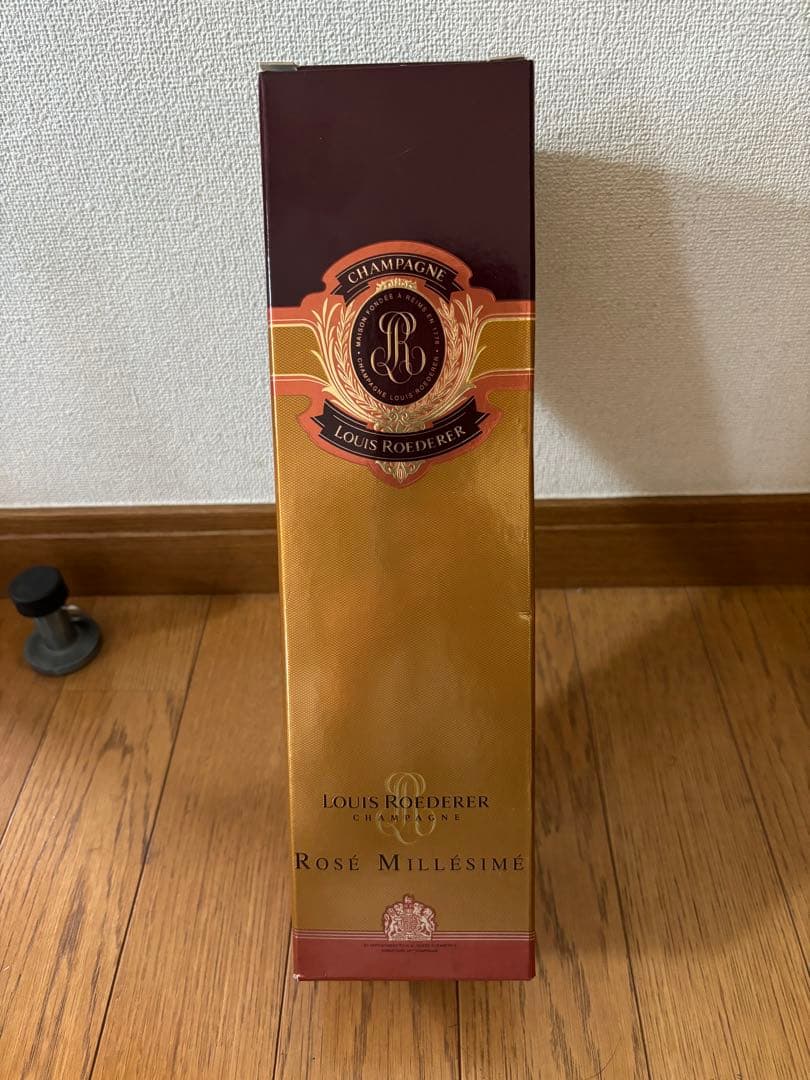 CHAMPAGNE
MAISON FONDÉE À REIMS EN 1776
CHAMPAGNE LOUIS ROEDERER
LOUIS ROEDERER
LOUIS ROEDERER
CHAMPAGNE
ROSÉ MILLÉSIMÉ